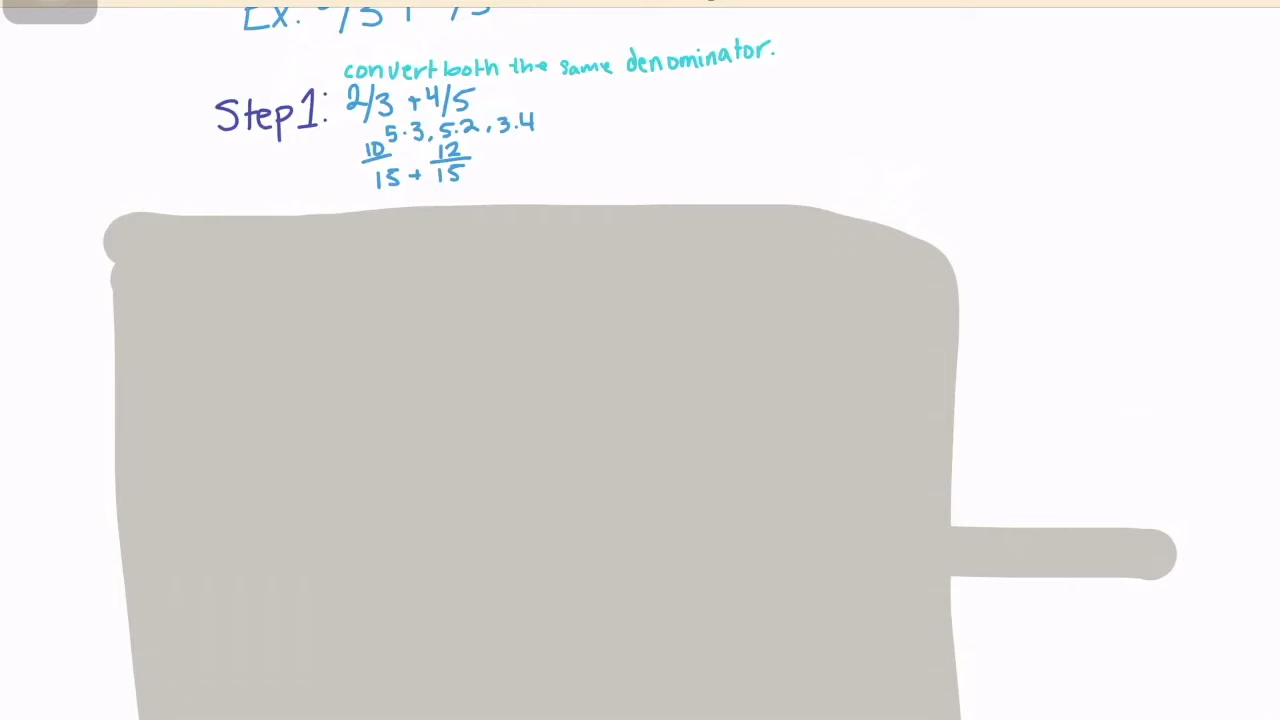 Ex.
convert both the same denominator.
Step 1: 2/3 + 4/5
5·3, 5·2, 3·4
10 12
15 + 15